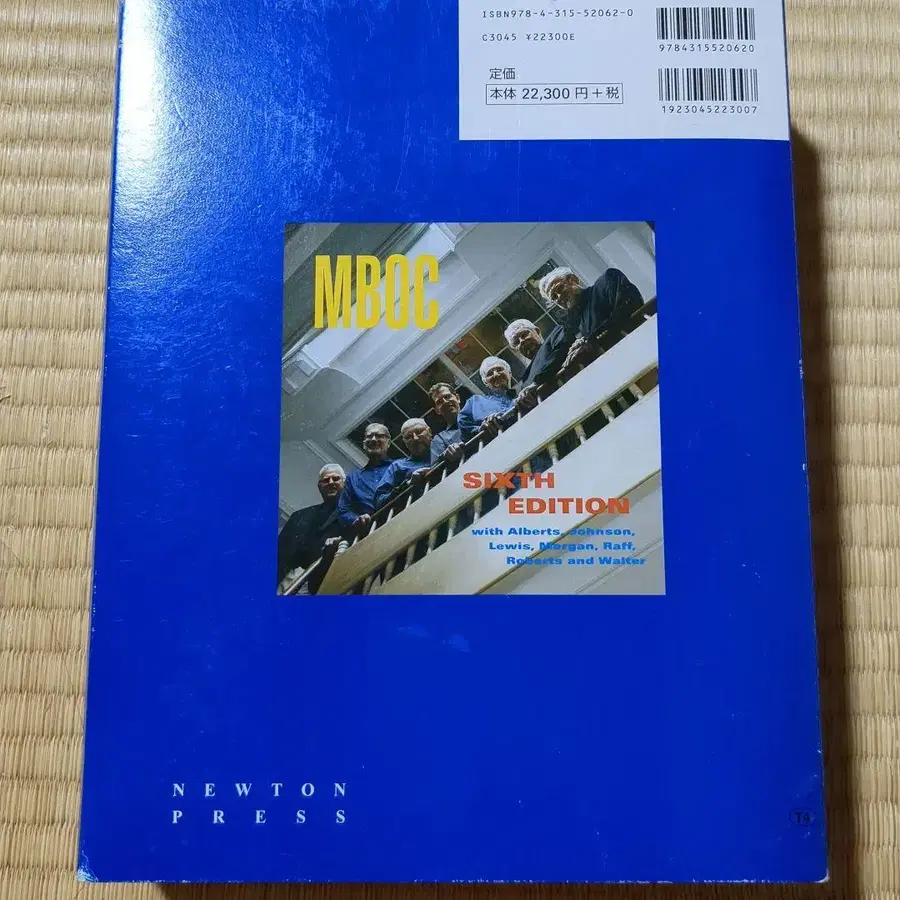 ISBN978-4-315-52062-0
C3045 ¥22300E
9784315520620
定価
本体 22,300 円+税
1923045223007
MBOC
SIXTH
EDITION
with Alberts, Johnson,
Lewis, Morgan, Raff,
Roberts and Walter
NEWTON
PRESS
T4